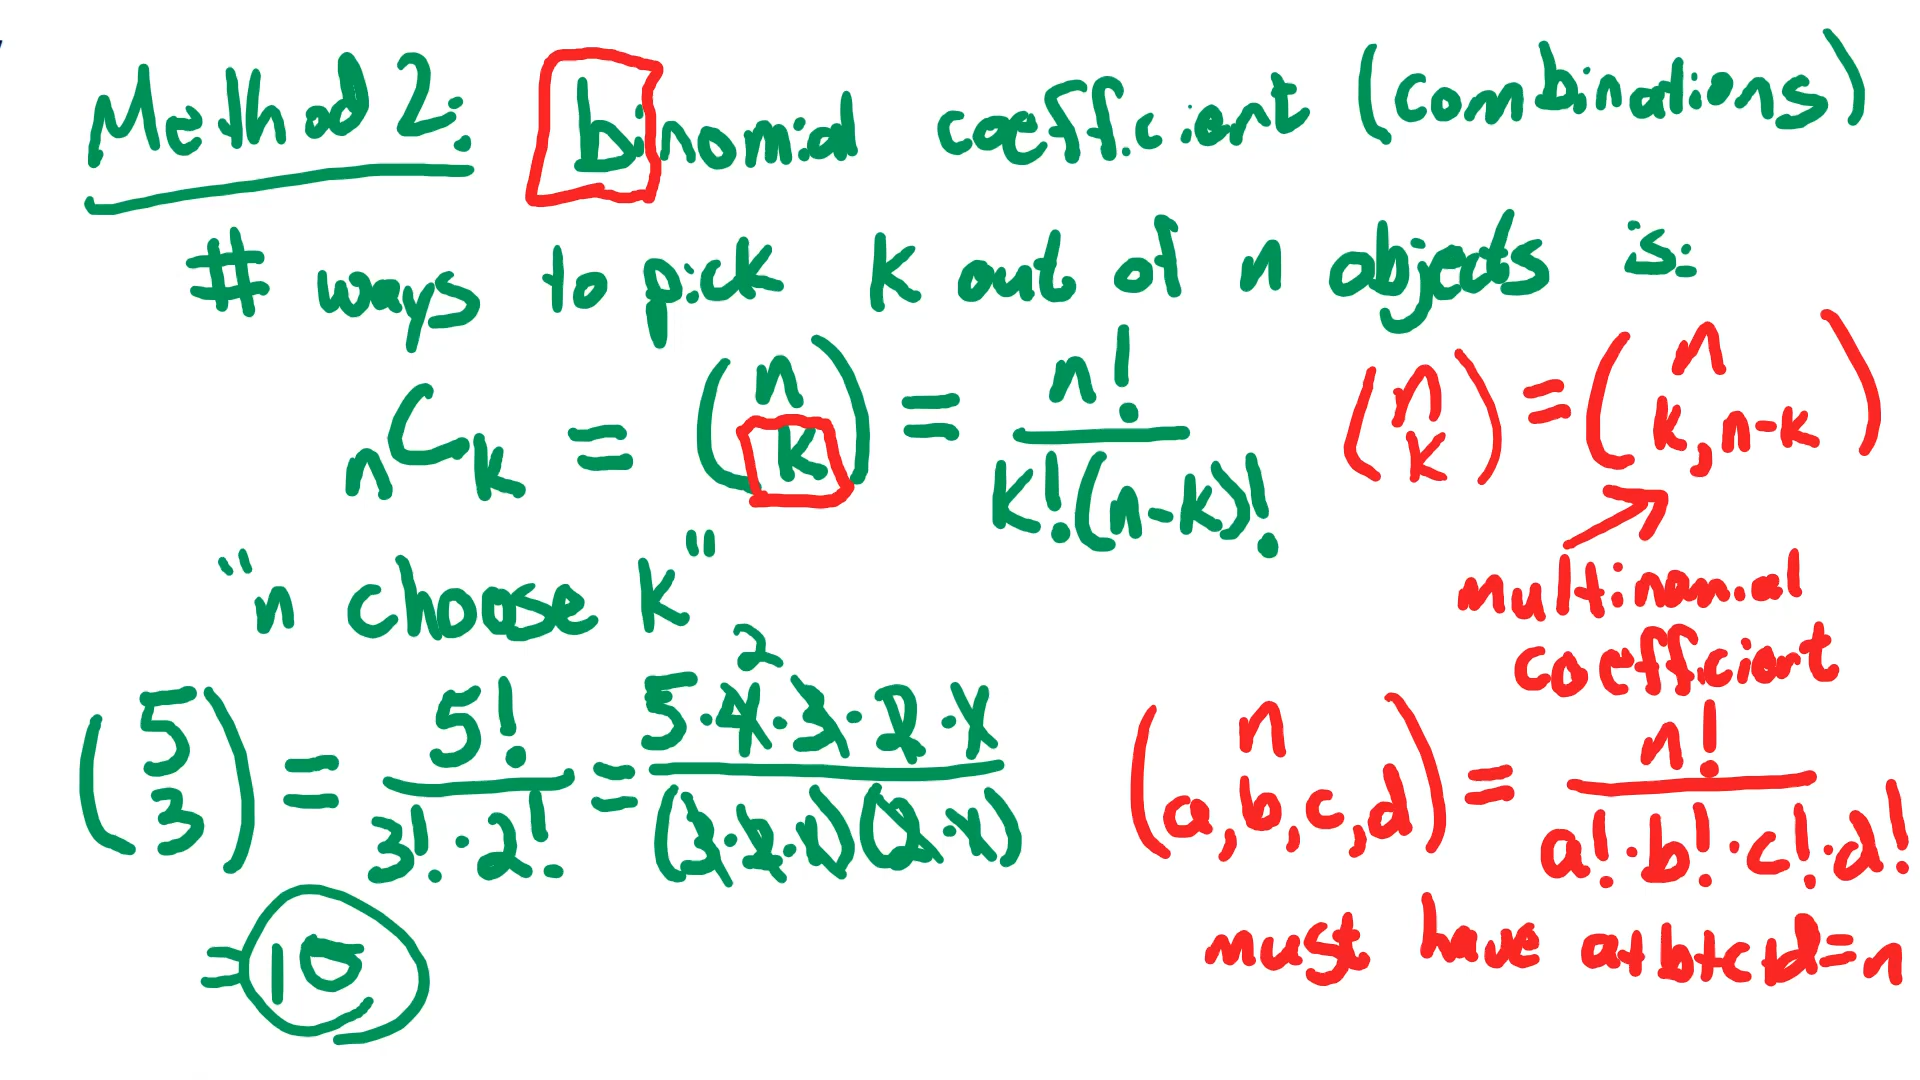 Method 2: binomial coefficient (combinations)
# ways to pick k out of n objects is:
nCk = (n k) = n! / k!(n-k)!
"n choose k"
(5 3) = 5! / 3!·2! = 5·4·3·2·1 / (3·2·1)(2·1)
2
=10
(n k) = (n k,n-k)
multinomial
coefficient
(n a,b,c,d) = n! / a!·b!·c!·d!
must have a+b+c+d=n